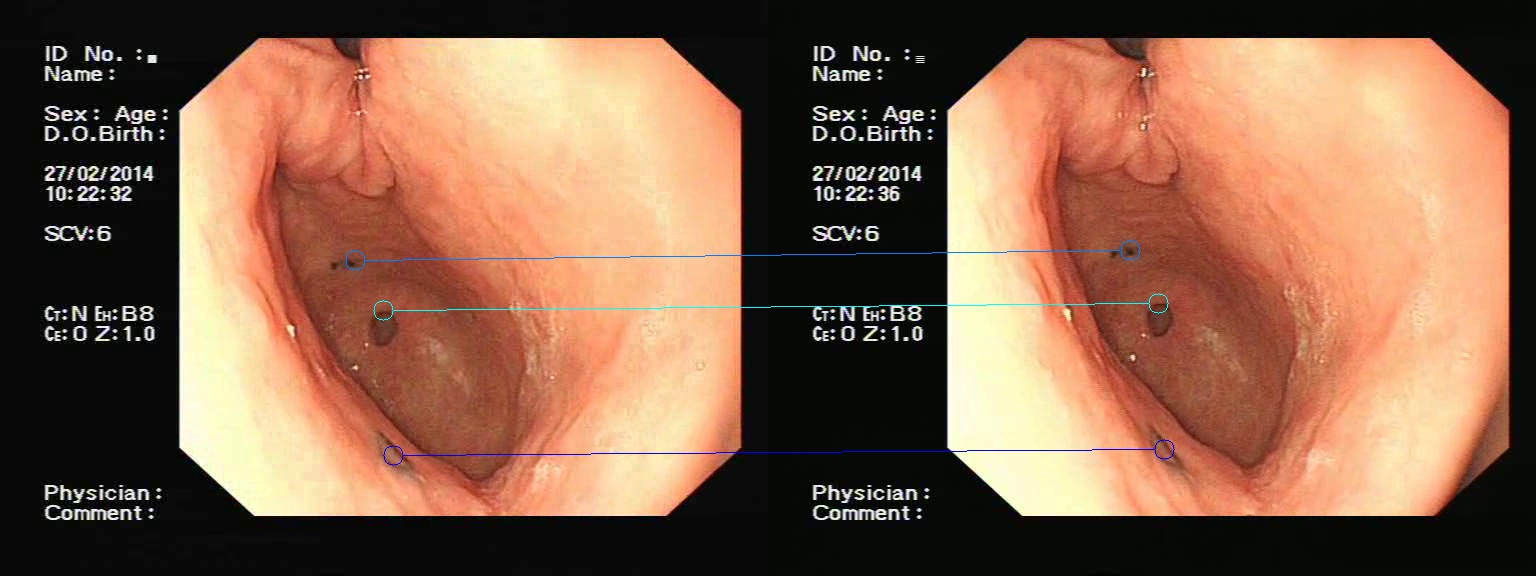 ID No. :
Name:
Sex: Age:
D.O.Birth:
27/02/2014
10:22:32
SCV:6
CT:N EH:B8
CE:0 Z:1.0
Physician:
Comment:
ID No. :
Name:
Sex: Age:
D.O.Birth:
27/02/2014
10:22:36
SCV:6
CT:N EH:B8
CE:0 Z:1.0
Physician:
Comment: